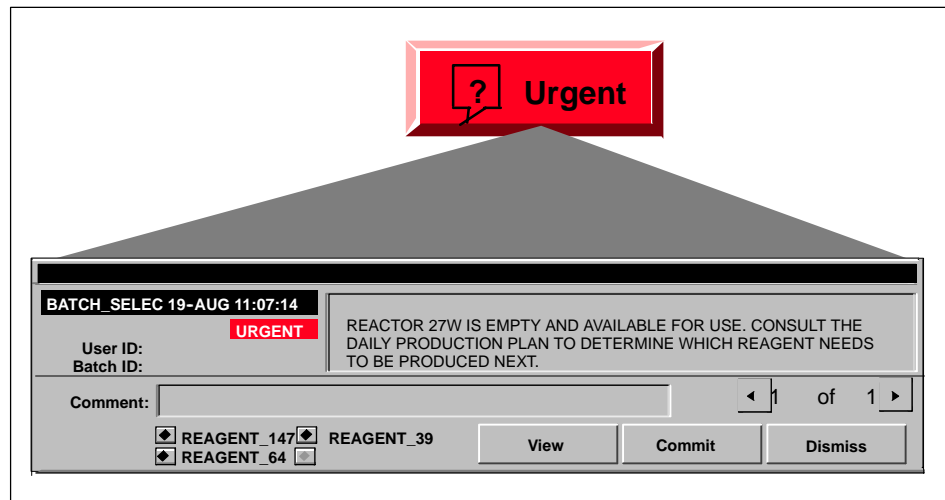 ? Urgent
BATCH_SELEC 19-AUG 11:07:14
URGENT
User ID:
Batch ID:
REACTOR 27W IS EMPTY AND AVAILABLE FOR USE. CONSULT THE
DAILY PRODUCTION PLAN TO DETERMINE WHICH REAGENT NEEDS
TO BE PRODUCED NEXT.
Comment:
1 of 1
REAGENT_147 REAGENT_39
REAGENT_64
View Commit Dismiss